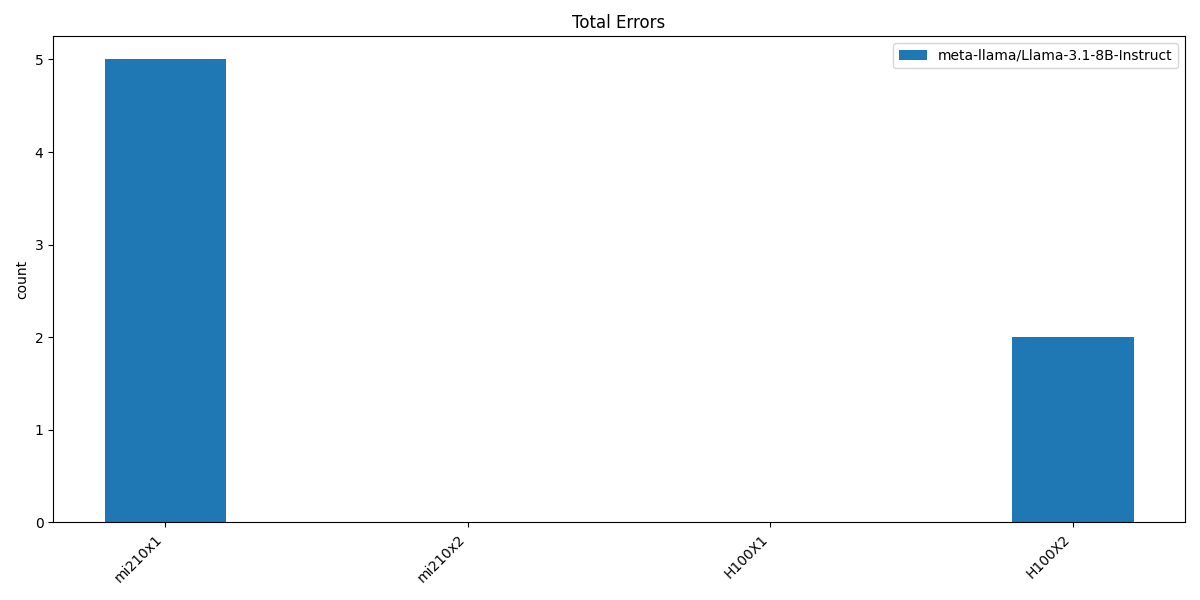 Total Errors
meta-llama/Llama-3.1-8B-Instruct
count
5
4
3
2
1
0
mi210x1
mi210x2
H100X1
H100X2